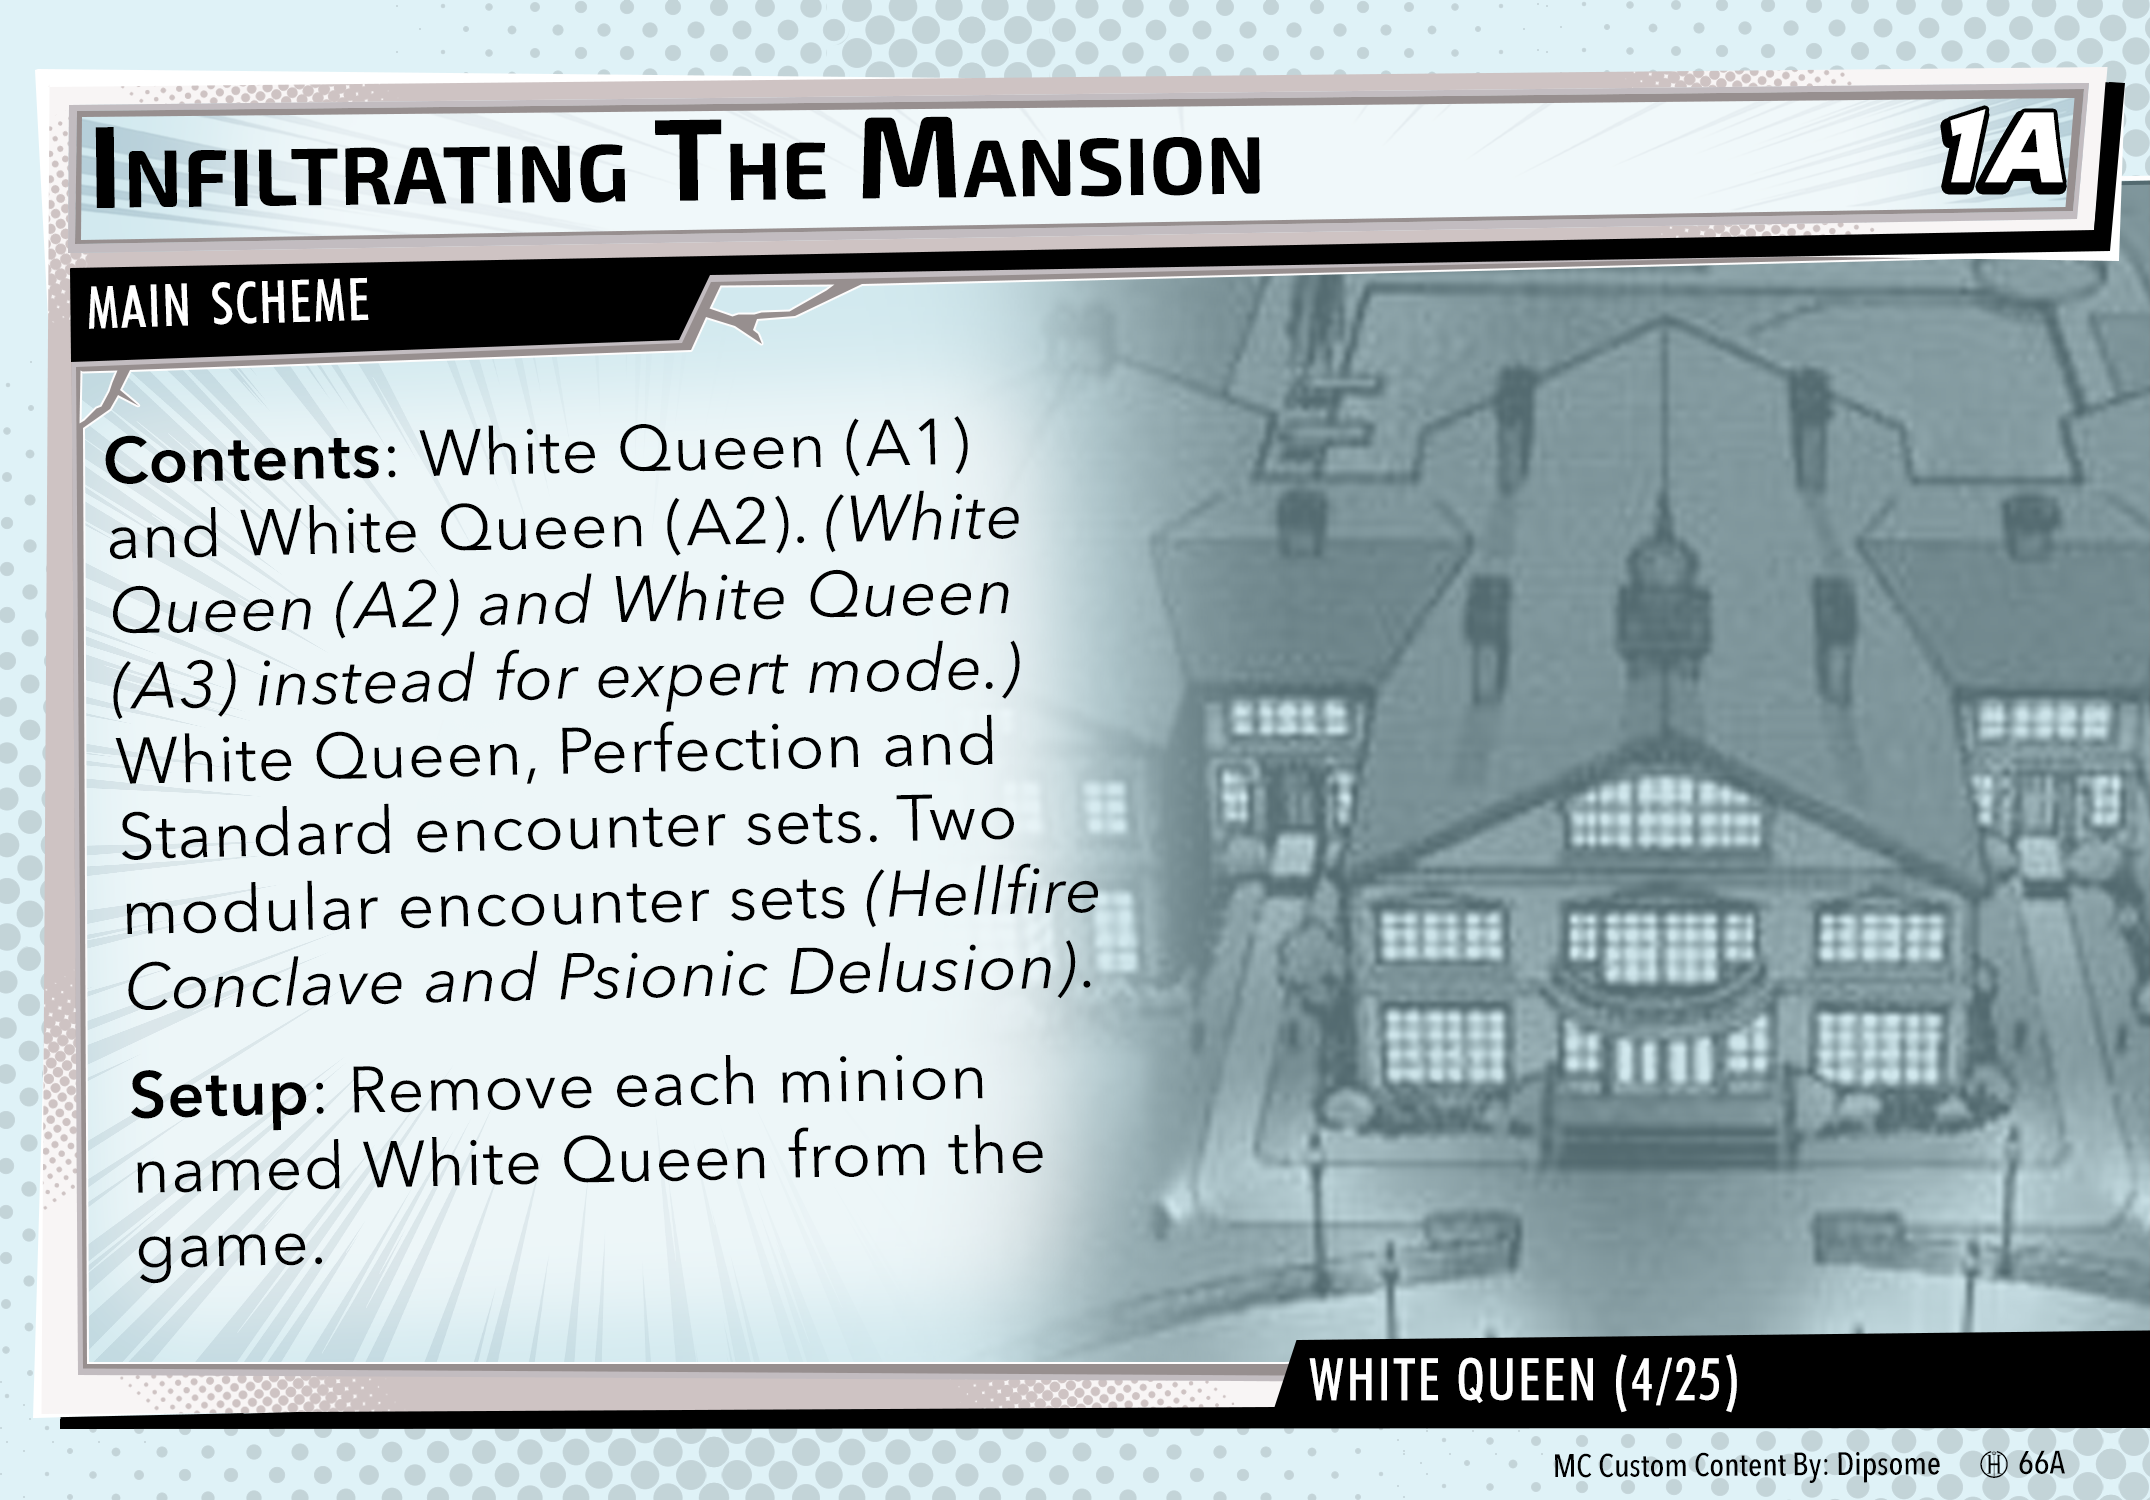 INFILTRATING THE MANSION
1A
MAIN SCHEME
Contents: White Queen (A1)
and White Queen (A2). (White
Queen (A2) and White Queen
(A3) instead for expert mode.)
White Queen, Perfection and
Standard encounter sets. Two
modular encounter sets (Hellfire
Conclave and Psionic Delusion).
Setup: Remove each minion
named White Queen from the
game.
WHITE QUEEN (4/25)
MC Custom Content By: Dipsome H 66A